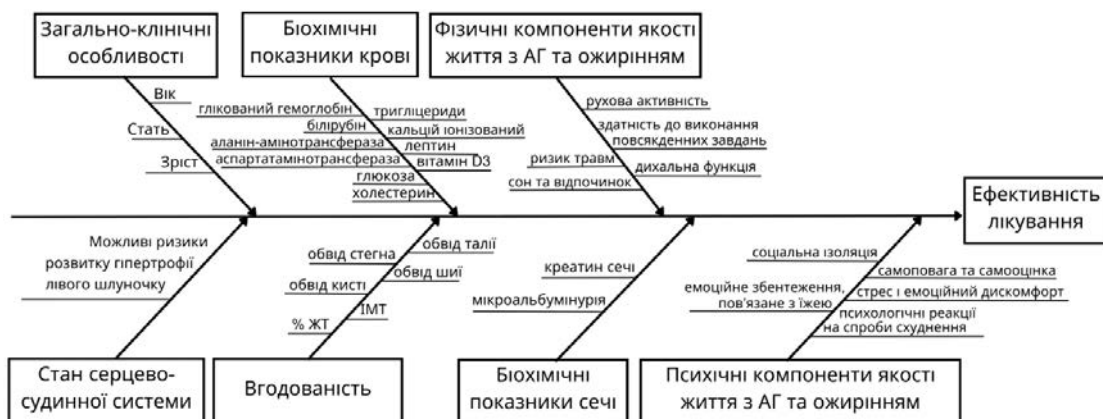 Загально-клінічні
особливості
Біохімічні
показники крові
Фізичні компоненти якості
життя з АГ та ожирінням
Вік
Стать
Зріст
глікований гемоглобін
білірубін
аланін-амінотрансфераза
аспартатамінотрансфераза
глюкоза
холестерин
тригліцериди
кальцій іонізований
лептин
вітамін D3
рухова активність
здатність до виконання
повсякденних завдань
ризик травм
дихальна функція
сон та відпочинок
Ефективність
лікування
Можливі ризики
розвитку гіпертрофії
лівого шлуночку
обвід стегна
обвід талії
обвід кисті
обвід шиї
% ЖТ
ІМТ
креатин сечі
мікроальбумінурія
соціальна ізоляція
самоповага та самооцінка
емоційне збентеження,
пов'язане з їжею
стрес і емоційний дискомфорт
психологічні реакції
на спроби схуднення
Стан серцево-
судинної системи
Вгодованість
Біохімічні
показники сечі
Психічні компоненти якості
життя з АГ та ожирінням